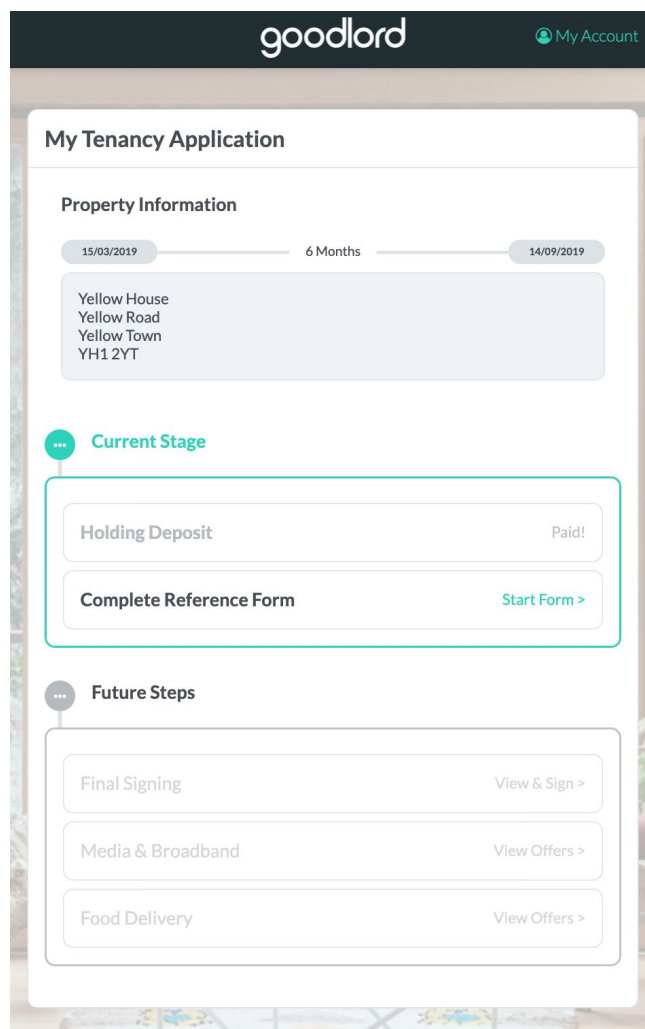 goodlord
My Account
My Tenancy Application
Property Information
15/03/2019 6 Months 14/09/2019
Yellow House
Yellow Road
Yellow Town
YH1 2YT
Current Stage
Holding Deposit Paid!
Complete Reference Form Start Form >
Future Steps
Final Signing View & Sign >
Media & Broadband View Offers >
Food Delivery View Offers >